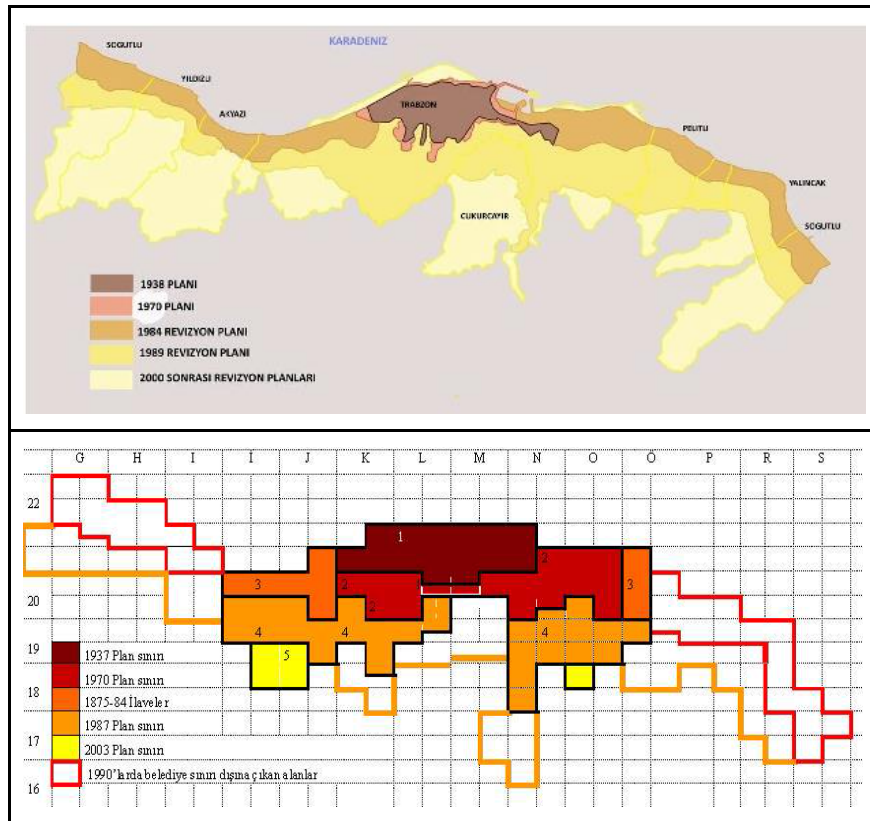 KARADENIZ
SOGUTLU
YILDIZLI
AKYAZI
TRABZON
PELITLI
YALINCAK
SOGUTLU
CUKURCAYIR
1938 PLANI
1970 PLANI
1984 REVIZYON PLANI
1989 REVIZYON PLANI
2000 SONRASI REVIZYON PLANLARI
G H I İ J K L M N O Ö P R S
22
1
2
3 2 3
20
2
4 4 4
19
5
1937 Plan sınırı
1970 Plan sınırı
18
1875-84 İlaveler
1987 Plan sınırı
17
2003 Plan sınırı
1990'larda belediye sınırı dışına çıkan alanlar
16